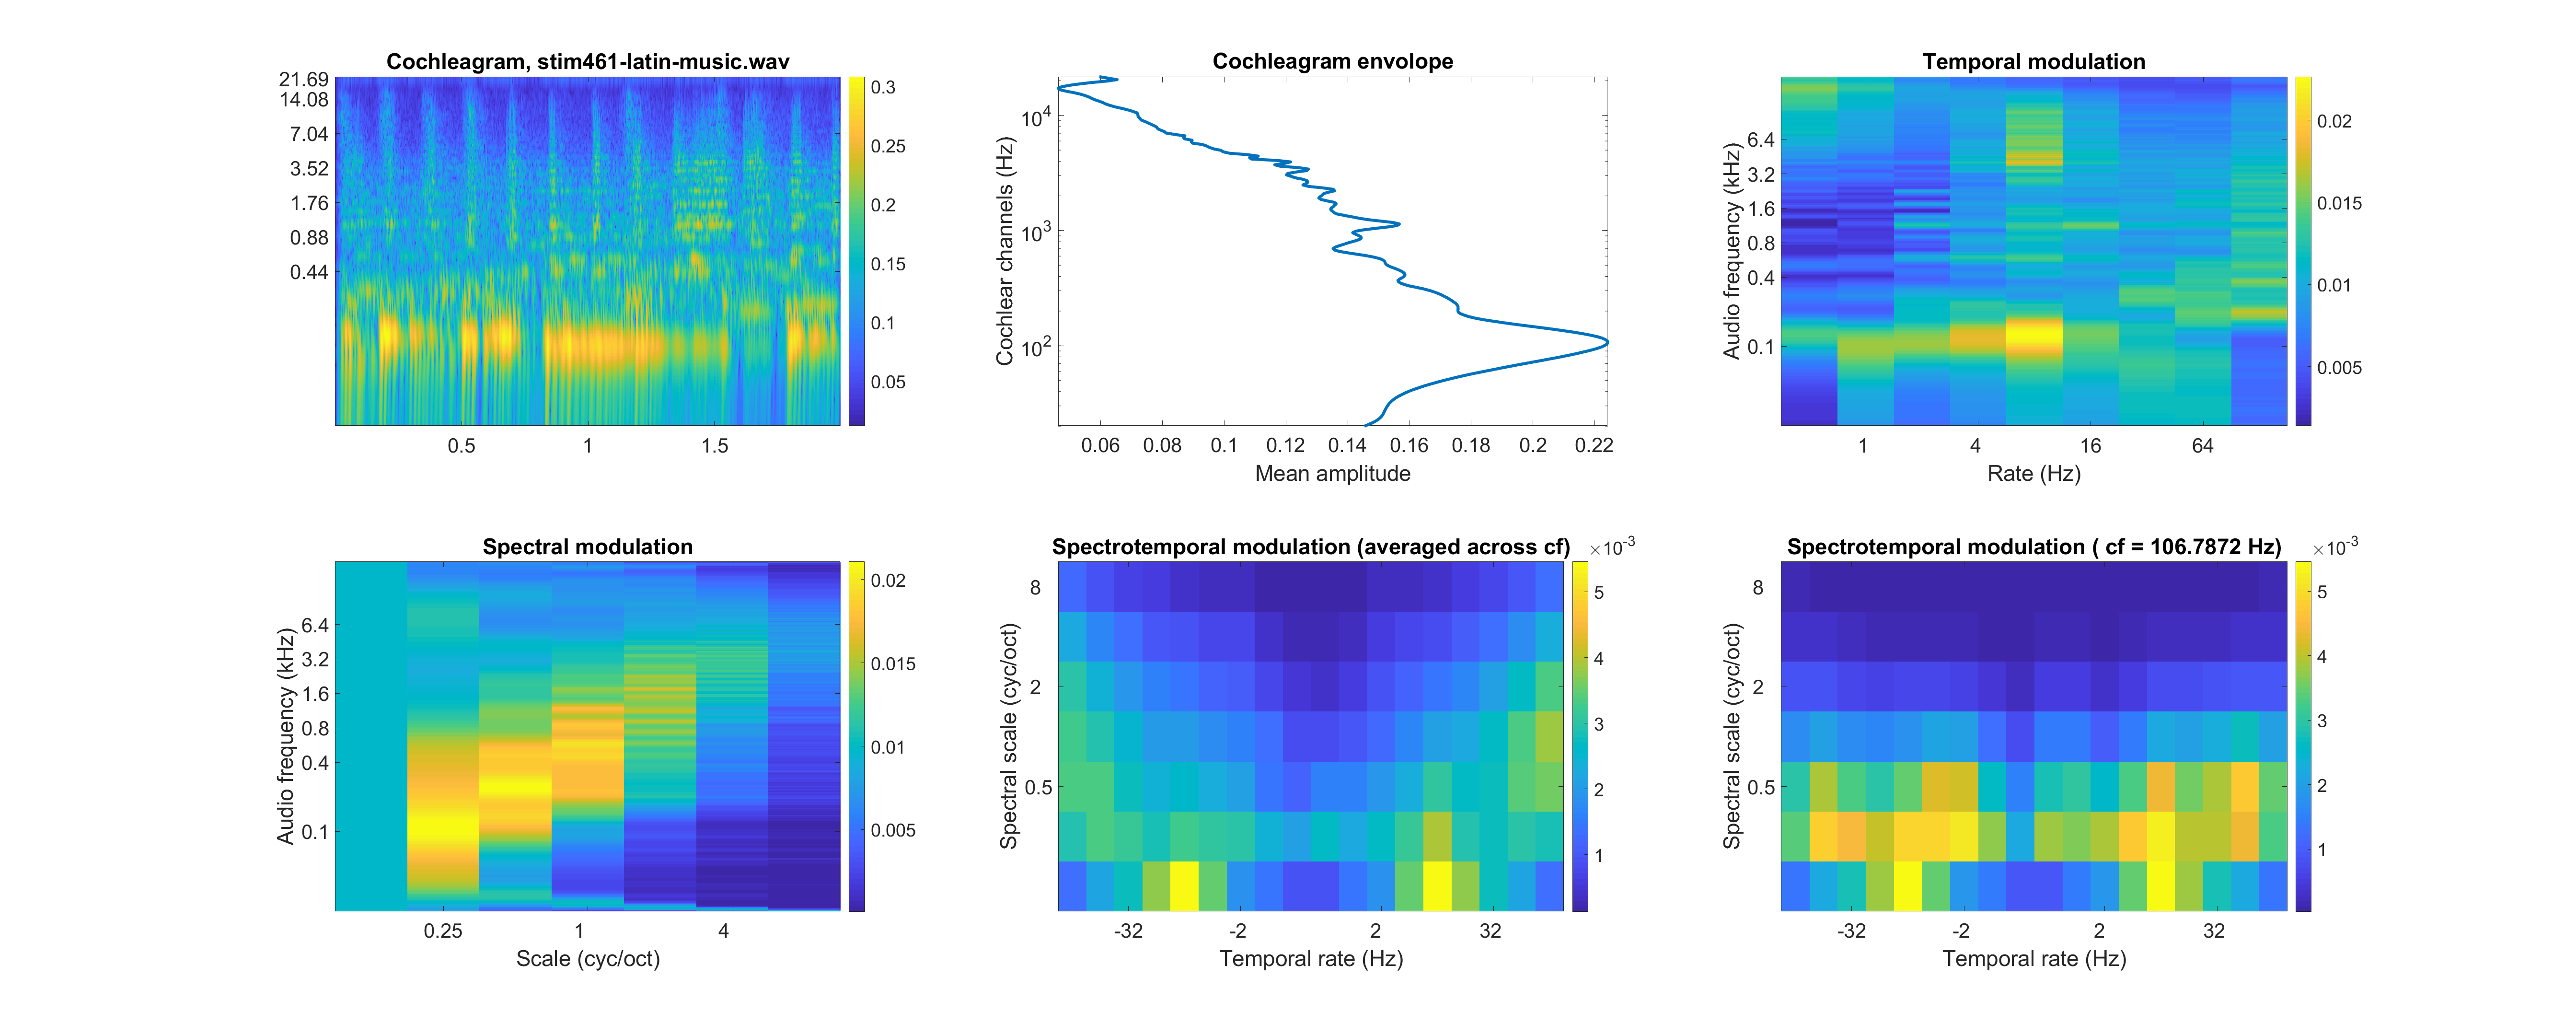 Cochleagram, stim461-latin-music.wav
21.69
14.08
7.04
3.52
1.76
0.88
0.44
0.5
1
1.5
0.3
0.25
0.2
0.15
0.1
0.05
Cochleagram envolope
Cochlear channels (Hz)
10^4
10^3
10^2
0.06 0.08 0.1 0.12 0.14 0.16 0.18 0.2 0.22
Mean amplitude
Temporal modulation
Audio frequency (kHz)
6.4
3.2
1.6
0.8
0.4
0.1
1 4 16 64
Rate (Hz)
0.02
0.015
0.01
0.005
Spectral modulation
Audio frequency (kHz)
6.4
3.2
1.6
0.8
0.4
0.1
0.25 1 4
Scale (cyc/oct)
0.02
0.015
0.01
0.005
Spectrotemporal modulation (averaged across cf)
×10^-3
Spectral scale (cyc/oct)
8
2
0.5
-32 -2 2 32
Temporal rate (Hz)
5
4
3
2
1
Spectrotemporal modulation ( cf = 106.7872 Hz)
×10^-3
Spectral scale (cyc/oct)
8
2
0.5
-32 -2 2 32
Temporal rate (Hz)
5
4
3
2
1